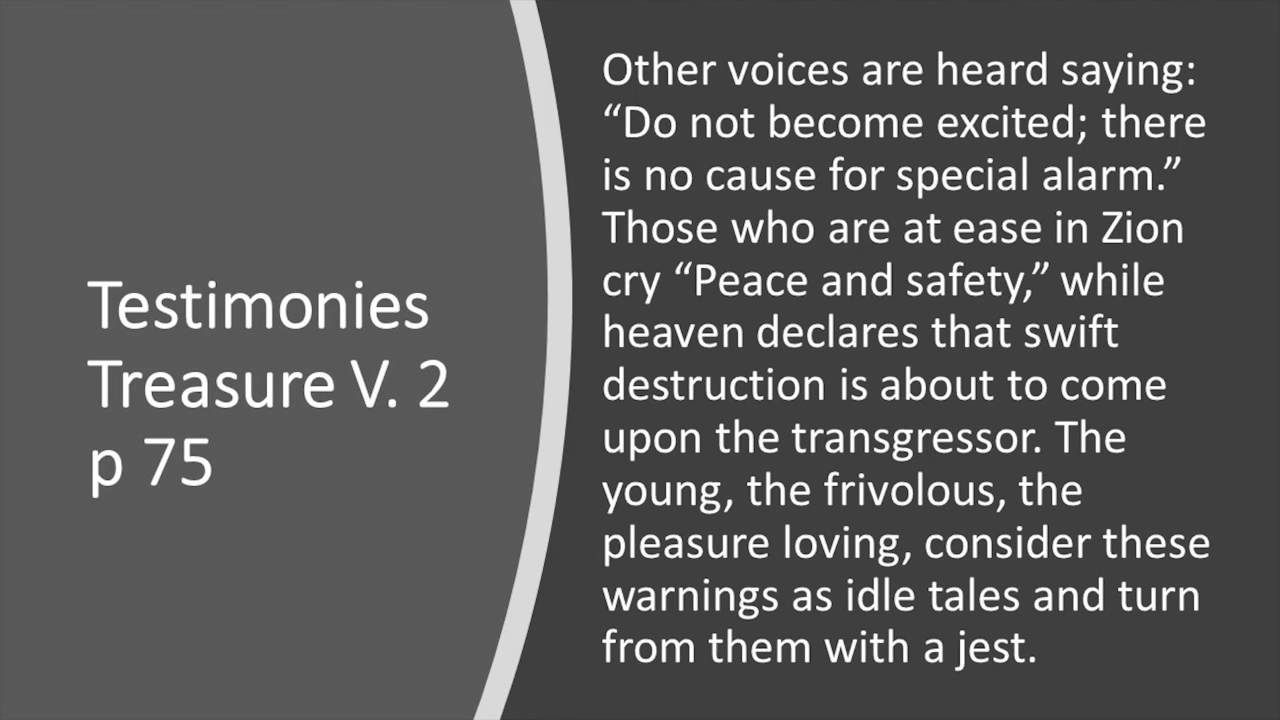 Testimonies
Treasure V. 2
p 75
Other voices are heard saying:
“Do not become excited; there
is no cause for special alarm.”
Those who are at ease in Zion
cry “Peace and safety,” while
heaven declares that swift
destruction is about to come
upon the transgressor. The
young, the frivolous, the
pleasure loving, consider these
warnings as idle tales and turn
from them with a jest.